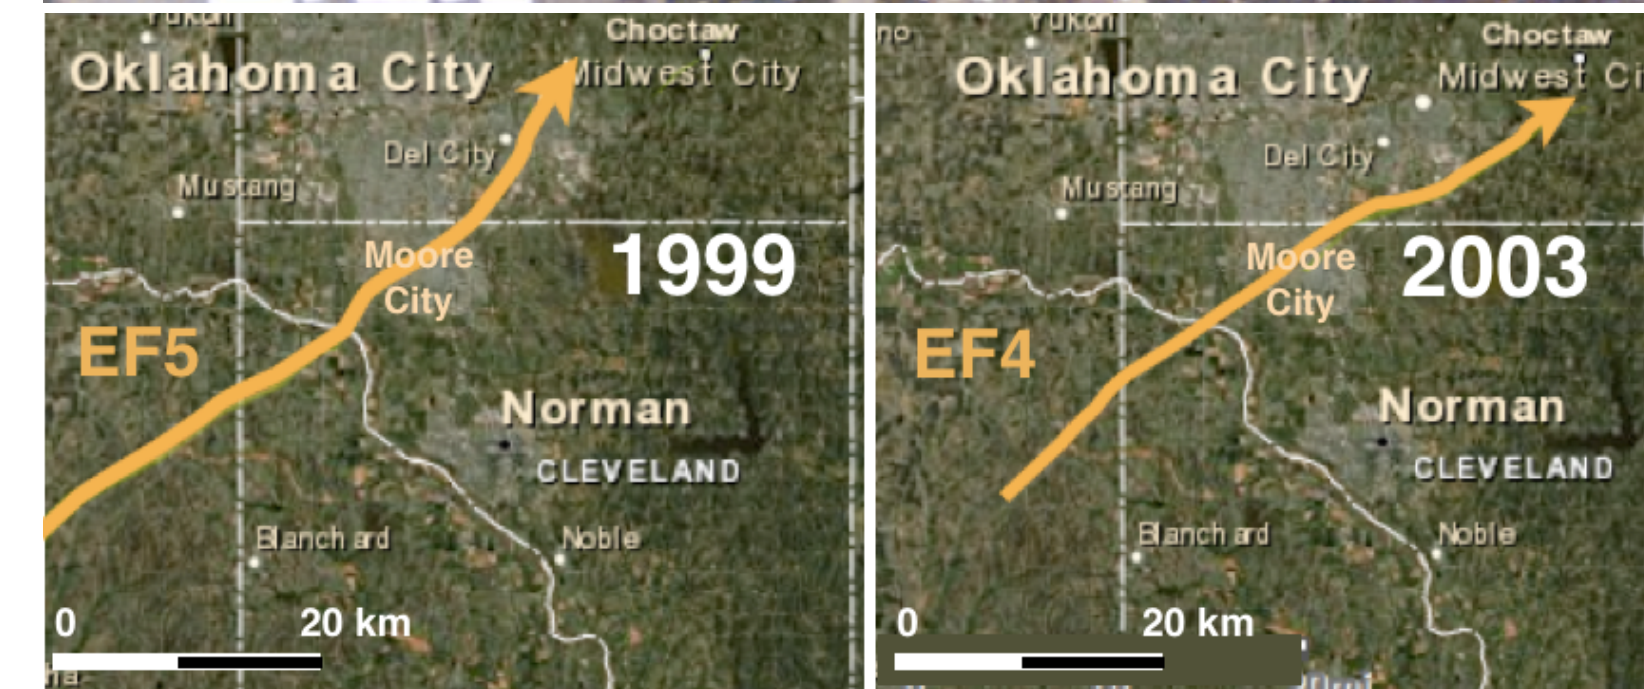 Yukon
Choctaw
Oklahoma City
Midwest City
Del City
Mustang
Moore
City
1999
EF5
Norman
CLEVELAND
Blanchard
Noble
0 20 km
Yukon
Choctaw
Oklahoma City
Midwest Ci
Del City
Mustang
Moore
City
2003
EF4
Norman
CLEVELAND
Blanchard
Noble
0 20 km